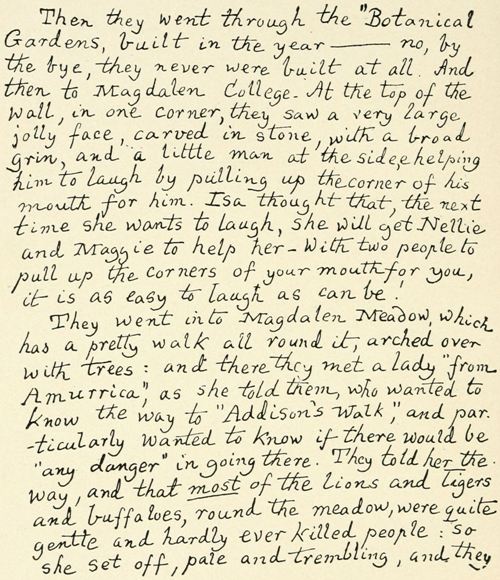 Then they went through the "Botanical
Gardens, built in the year —— no, by
the bye, they never were built at all. And
then to Magdalen College. At the top of the
wall, in one corner, they saw a very large
jolly face, carved in stone, with a broad
grin, and a little man at the side, helping
him to laugh by pulling up the corner of his
mouth for him. Isa thought that, the next
time she wants to laugh, she will get Nellie
and Maggie to help her - With two people to
pull up the corners of your mouth for you,
it is as easy to laugh as can be!
They went into Magdalen Meadow, which
has a pretty walk all round it, arched over
with trees: and there they met a lady "from
Amurrica," as she told them, who wanted to
know the way to "Addison's Walk," and par-
-ticularly wanted to know if there would be
"any danger" in going there. They told her the
way, and that most of the lions and tigers
and buffaloes, round the meadow, were quite
gentle and hardly ever killed people: so
she set off, pale and trembling, and they